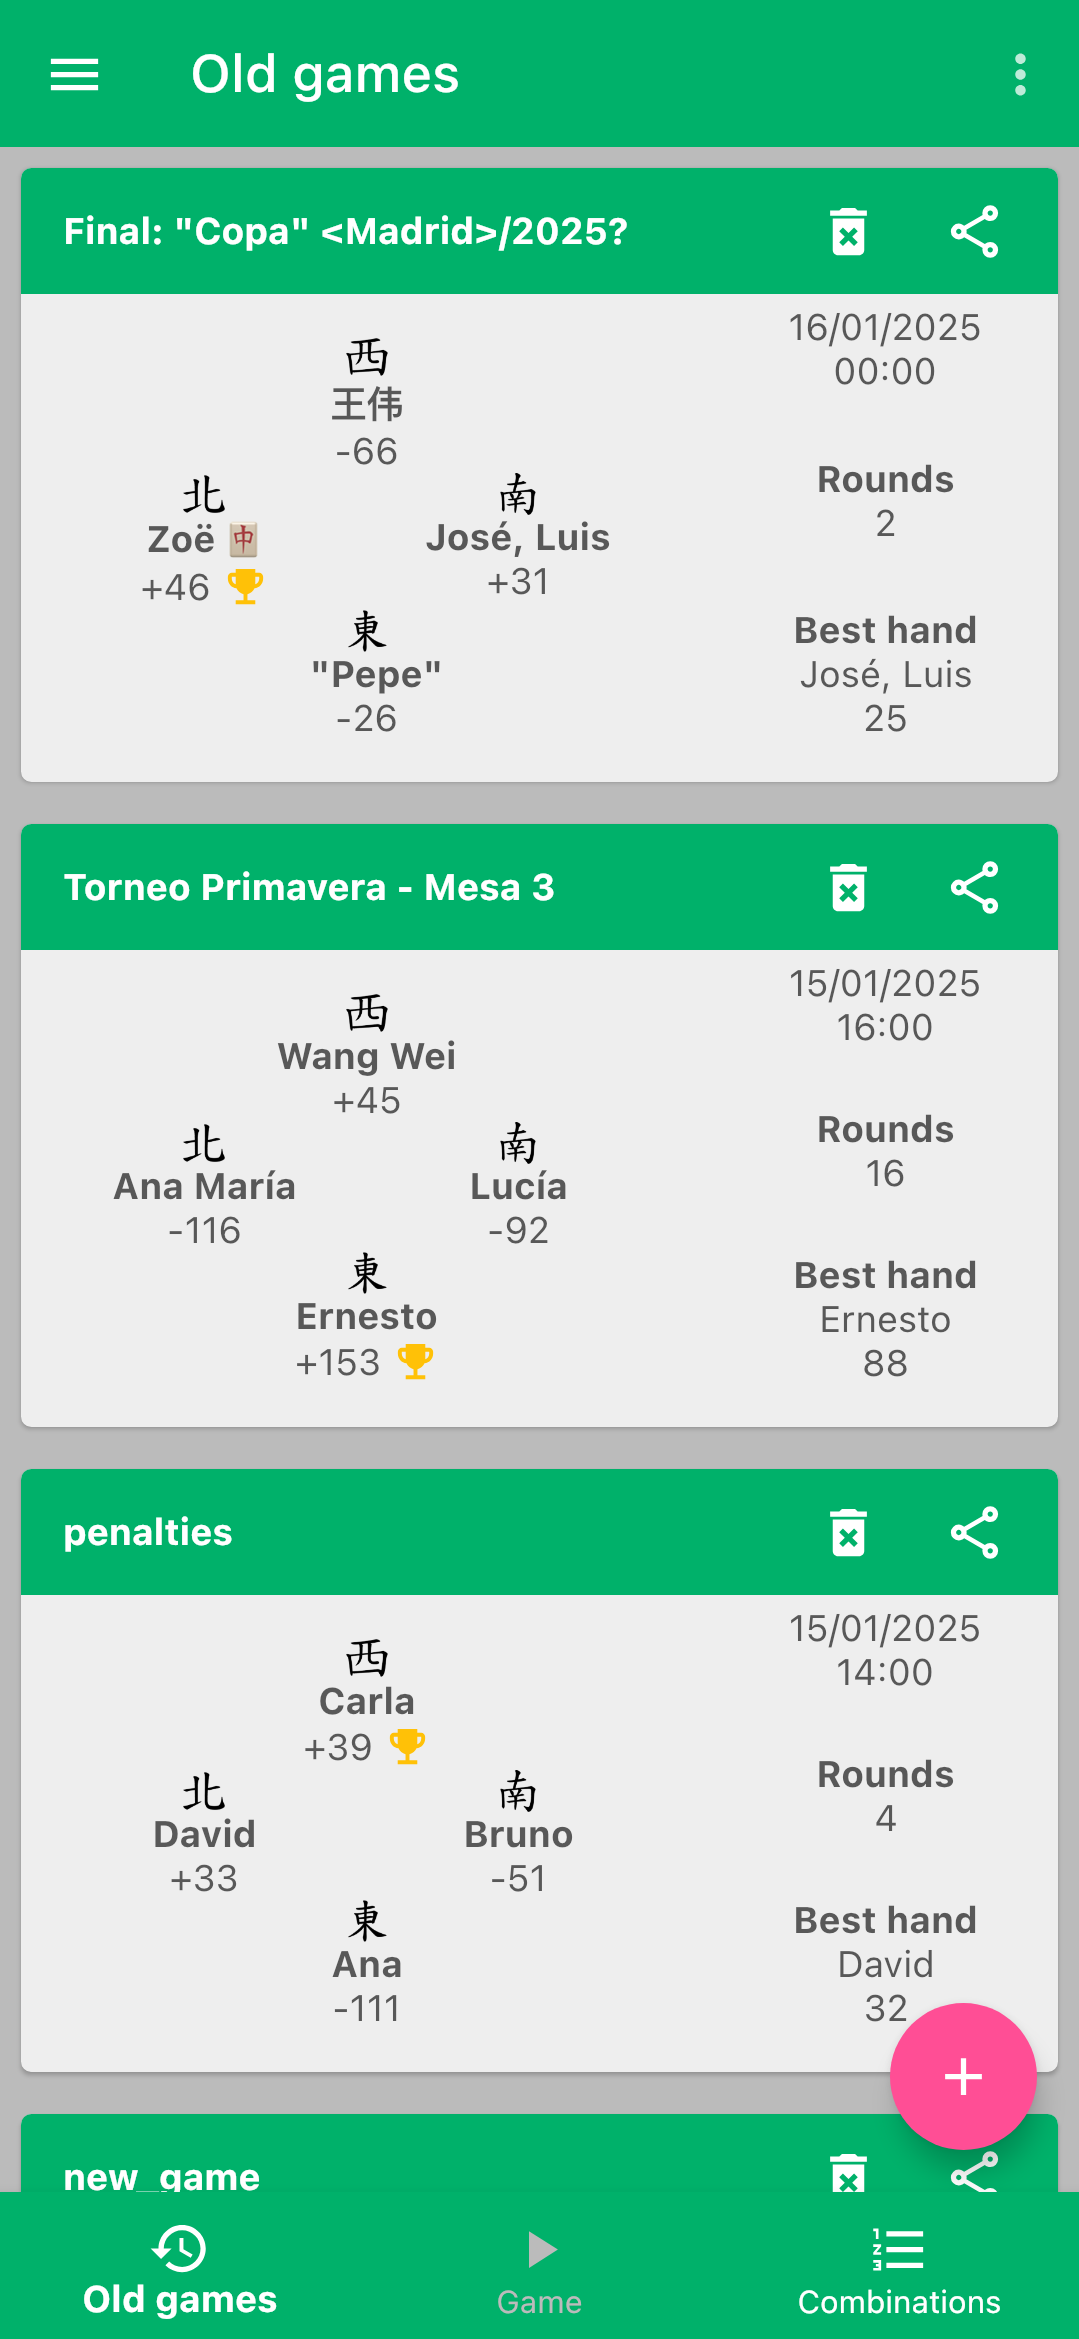 Old games
Final: "Copa" <Madrid>/2025?
西
王伟
-66
北
Zoë 🀄
+46
南
José, Luis
+31
東
"Pepe"
-26
16/01/2025
00:00
Rounds
2
Best hand
José, Luis
25
Torneo Primavera - Mesa 3
西
Wang Wei
+45
北
Ana María
-116
南
Lucía
-92
東
Ernesto
+153
15/01/2025
16:00
Rounds
16
Best hand
Ernesto
88
penalties
西
Carla
+39
北
David
+33
南
Bruno
-51
東
Ana
-111
15/01/2025
14:00
Rounds
4
Best hand
David
32
new_game
Old games
Game
Combinations